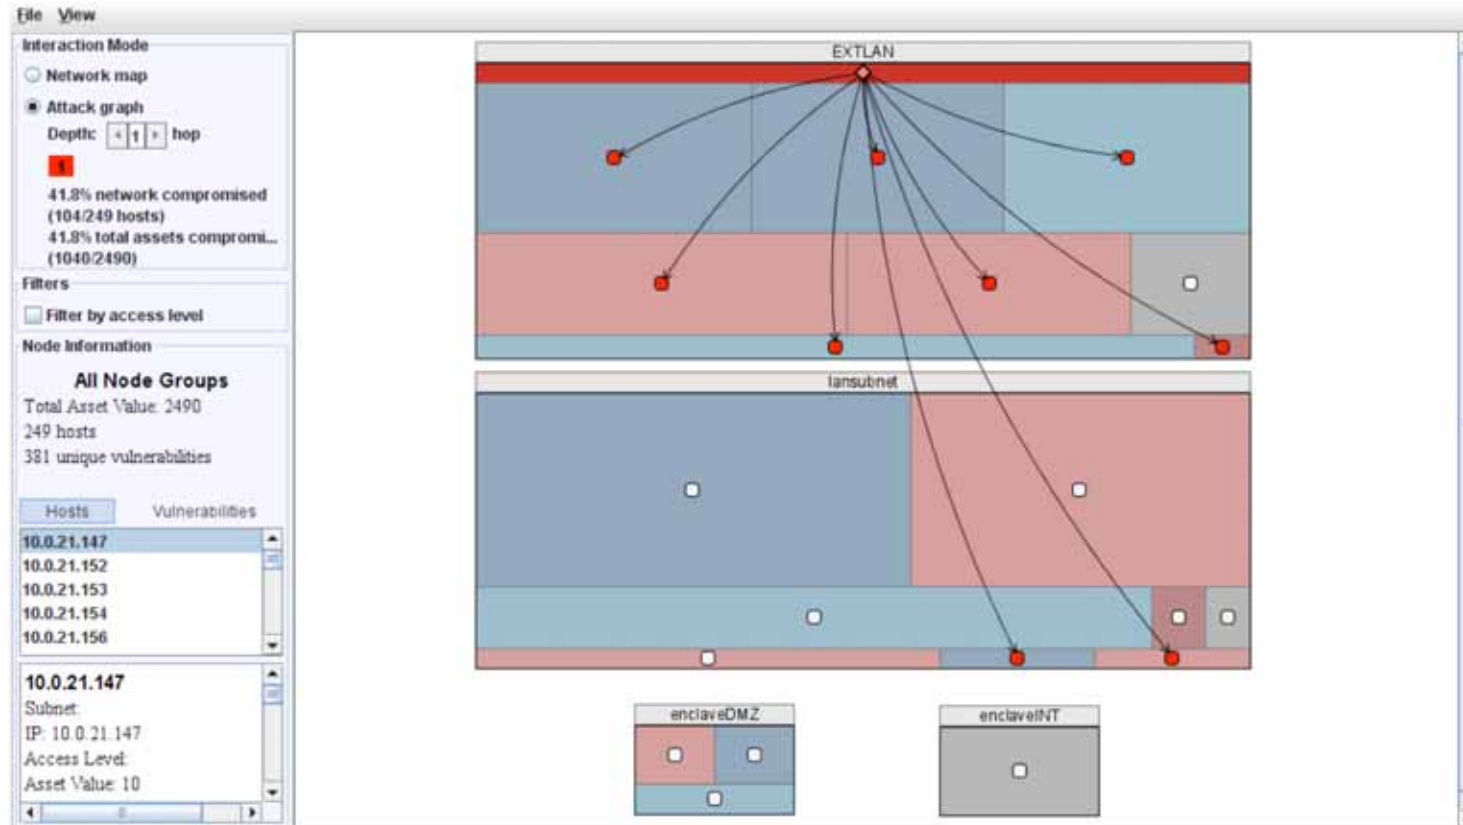 File View
Interaction Mode
Network map
Attack graph
Depth: 1 hop
1
41.8% network compromised
(104/249 hosts)
41.8% total assets compromi...
(1040/2490)
Filters
Filter by access level
Node Information
All Node Groups
Total Asset Value: 2490
249 hosts
381 unique vulnerabilities
Hosts Vulnerabilities
10.0.21.147
10.0.21.152
10.0.21.153
10.0.21.154
10.0.21.156
10.0.21.147
Subnet:
IP: 10.0.21.147
Access Level:
Asset Value: 10
EXTLAN
lansubnet
enclaveDMZ
enclaveINT